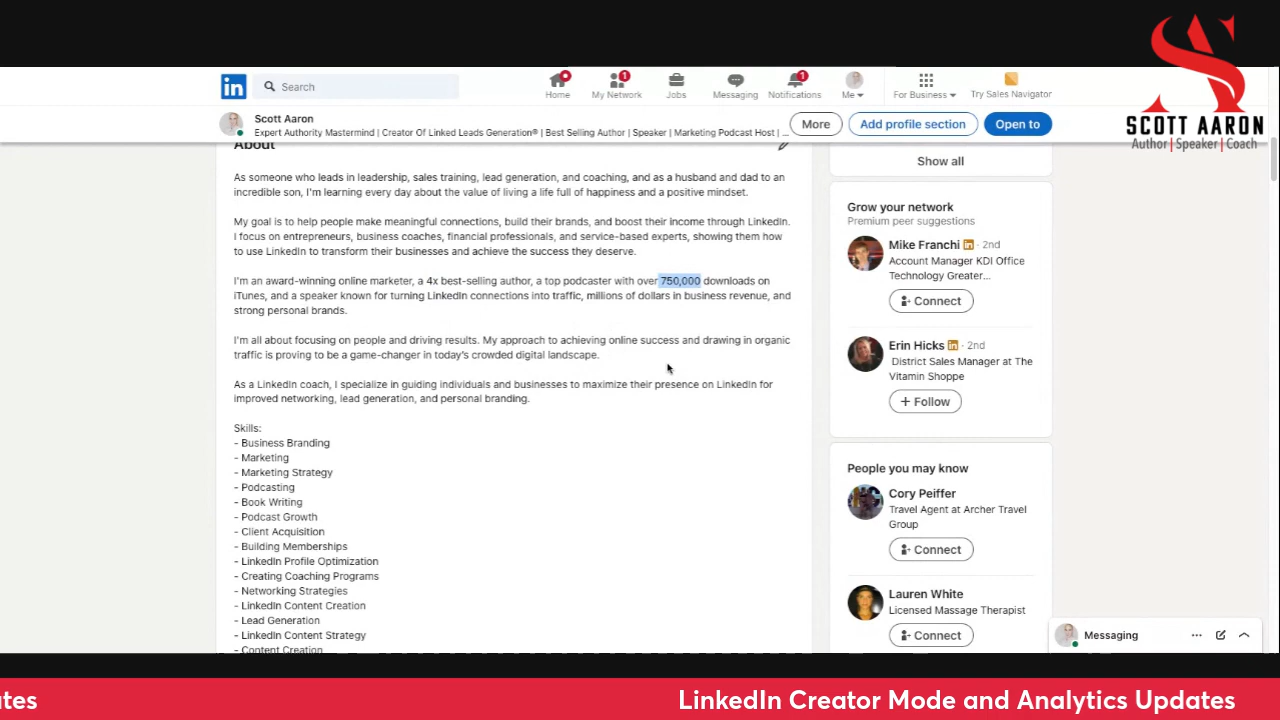 SCOTT AARON
Author | Speaker | Coach
in
Search
Home
1
My Network
Jobs
Messaging
1
Notifications
Me
For Business
Try Sales Navigator
Scott Aaron
Expert Authority Mastermind | Creator Of Linked Leads Generation® | Best Selling Author | Speaker | Marketing Podcast Host | ...
More
Add profile section
Open to
About
As someone who leads in leadership, sales training, lead generation, and coaching, and as a husband and dad to an
incredible son, I'm learning every day about the value of living a life full of happiness and a positive mindset.
My goal is to help people make meaningful connections, build their brands, and boost their income through LinkedIn.
I focus on entrepreneurs, business coaches, financial professionals, and service-based experts, showing them how
to use LinkedIn to transform their businesses and achieve the success they deserve.
I'm an award-winning online marketer, a 4x best-selling author, a top podcaster with over 750,000 downloads on
iTunes, and a speaker known for turning LinkedIn connections into traffic, millions of dollars in business revenue, and
strong personal brands.
I'm all about focusing on people and driving results. My approach to achieving online success and drawing in organic
traffic is proving to be a game-changer in today's crowded digital landscape.
As a LinkedIn coach, I specialize in guiding individuals and businesses to maximize their presence on LinkedIn for
improved networking, lead generation, and personal branding.
Skills:
- Business Branding
- Marketing
- Marketing Strategy
- Podcasting
- Book Writing
- Podcast Growth
- Client Acquisition
- Building Memberships
- LinkedIn Profile Optimization
- Creating Coaching Programs
- Networking Strategies
- LinkedIn Content Creation
- Lead Generation
- LinkedIn Content Strategy
- Content Creation
Show all
Grow your network
Premium peer suggestions
Mike Franchi in · 2nd
Account Manager KDI Office
Technology Greater...
Connect
Erin Hicks in · 2nd
District Sales Manager at The
Vitamin Shoppe
+ Follow
People you may know
Cory Peiffer
Travel Agent at Archer Travel
Group
Connect
Lauren White
Licensed Massage Therapist
Connect
Messaging
ates
LinkedIn Creator Mode and Analytics Updates